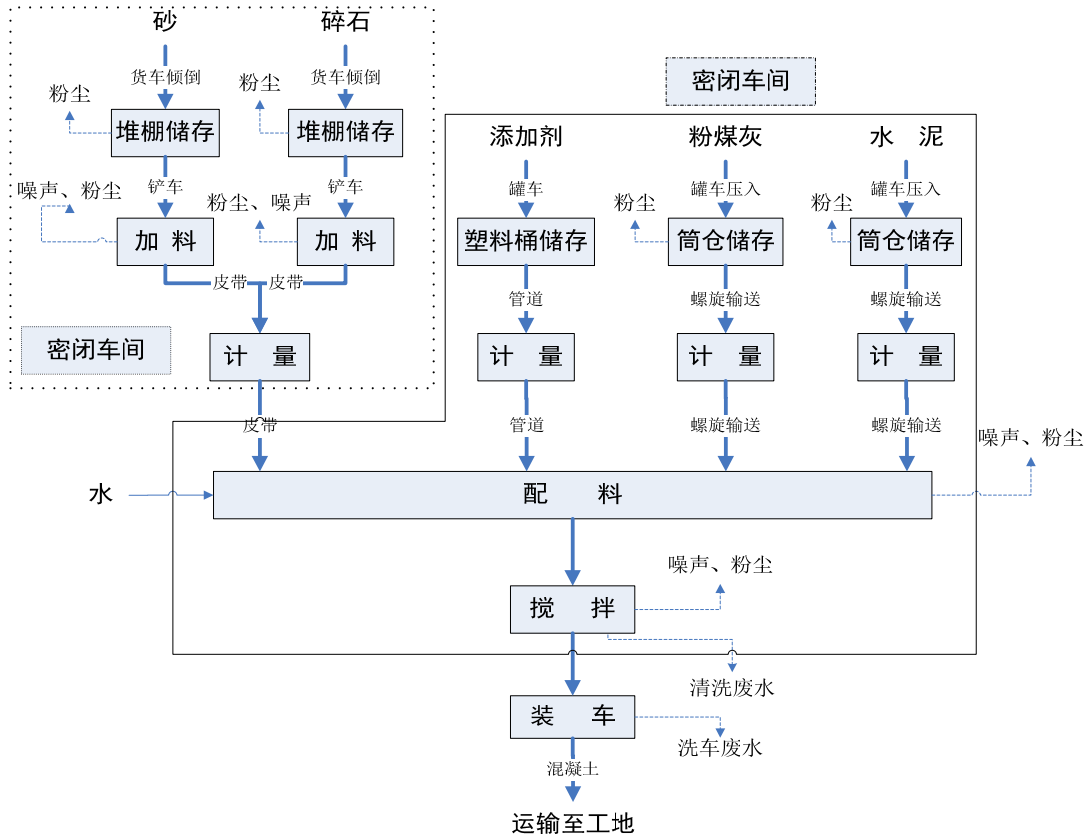 砂
碎石
货车倾倒
货车倾倒
粉尘
粉尘
密闭车间
堆棚储存
堆棚储存
添加剂
粉煤灰
水 泥
噪声、粉尘
铲车
铲车
粉尘、噪声
罐车
罐车压入
罐车压入
粉尘
粉尘
加 料
加 料
塑料桶储存
筒仓储存
筒仓储存
皮带
皮带
管道
螺旋输送
螺旋输送
密闭车间
计 量
计 量
计 量
计 量
皮带
管道
螺旋输送
螺旋输送
噪声、粉尘
水
配 料
噪声、粉尘
搅 拌
清洗废水
装 车
洗车废水
混凝土
运输至工地